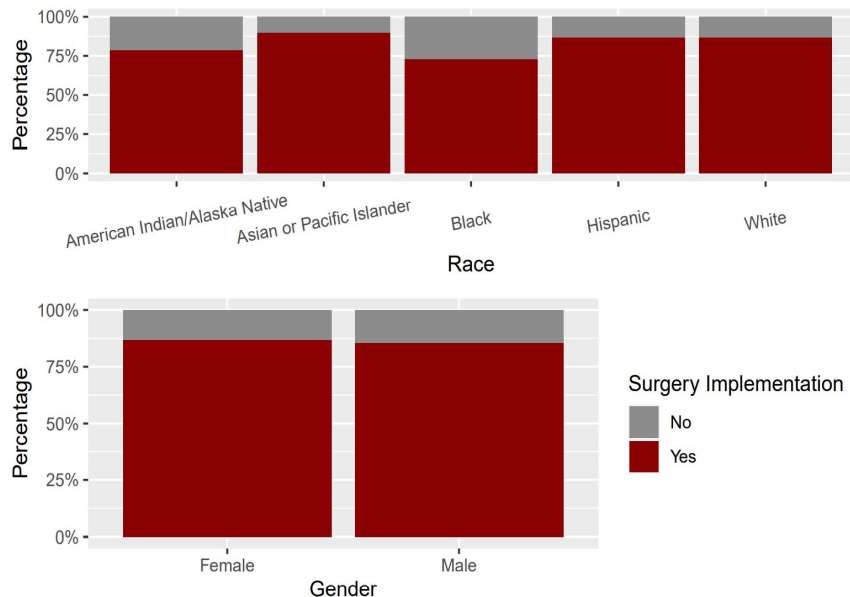 100%
75%
50%
25%
0%
Percentage
American Indian/Alaska Native
Asian or Pacific Islander
Black
Hispanic
White
Race
100%
75%
50%
25%
0%
Percentage
Female
Male
Gender
Surgery Implementation
No
Yes